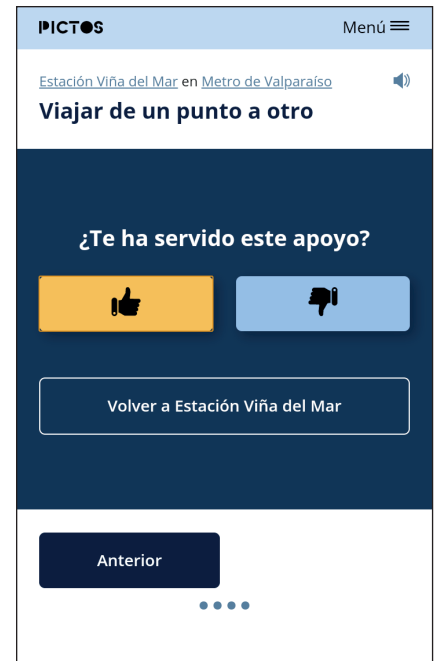 PICTOS
Menú
Estación Viña del Mar en Metro de Valparaíso
Viajar de un punto a otro
¿Te ha servido este apoyo?
Volver a Estación Viña del Mar
Anterior